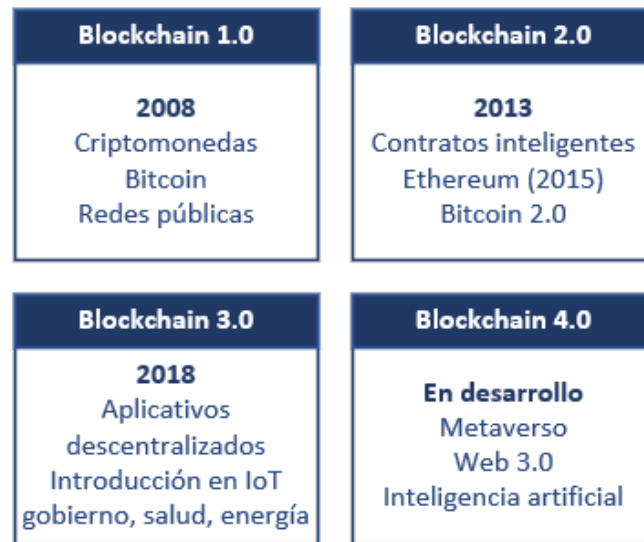 Blockchain 1.0
2008
Criptomonedas
Bitcoin
Redes públicas
Blockchain 2.0
2013
Contratos inteligentes
Ethereum (2015)
Bitcoin 2.0
Blockchain 3.0
2018
Aplicativos
descentralizados
Introducción en IoT
gobierno, salud, energía
Blockchain 4.0
En desarrollo
Metaverso
Web 3.0
Inteligencia artificial